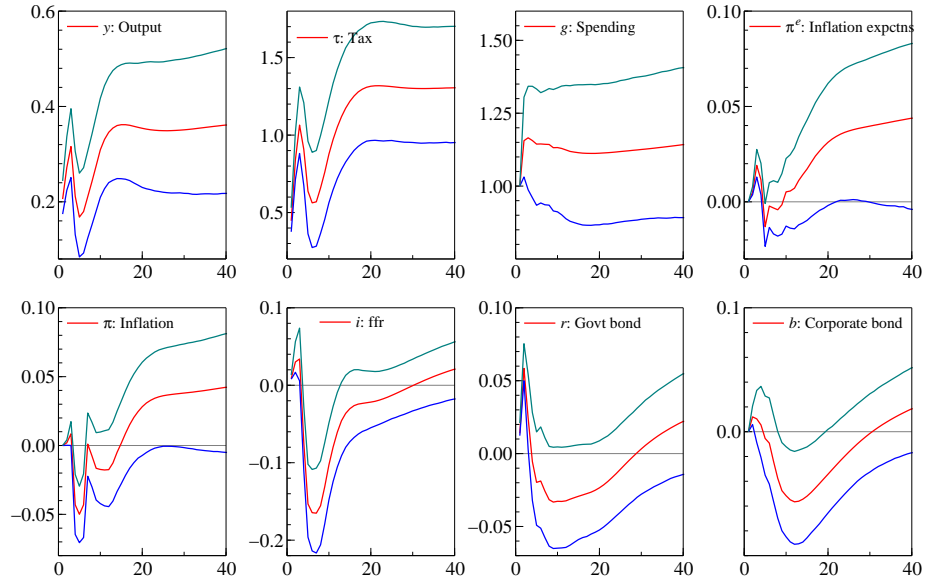 y: Output
0.6
0.4
0.2
0 20 40
τ: Tax
1.5
1.0
0.5
0 20 40
g: Spending
1.50
1.25
1.00
0 20 40
πᵉ: Inflation expctns
0.10
0.05
0.00
0 20 40
π: Inflation
0.10
0.05
0.00
−0.05
0 20 40
i: ffr
0.1
0.0
−0.1
−0.2
0 20 40
r: Govt bond
0.10
0.05
0.00
−0.05
0 20 40
b: Corporate bond
0.1
0.0
0 20 40